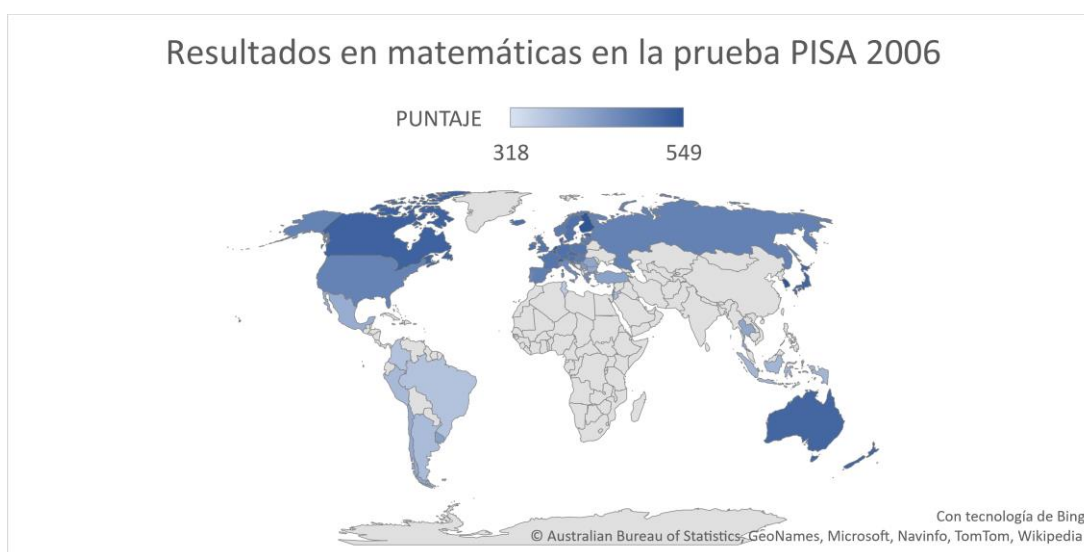 Resultados en matemáticas en la prueba PISA 2006
PUNTAJE
318 549
Con tecnología de Bing
© Australian Bureau of Statistics, GeoNames, Microsoft, Navinfo, TomTom, Wikipedia